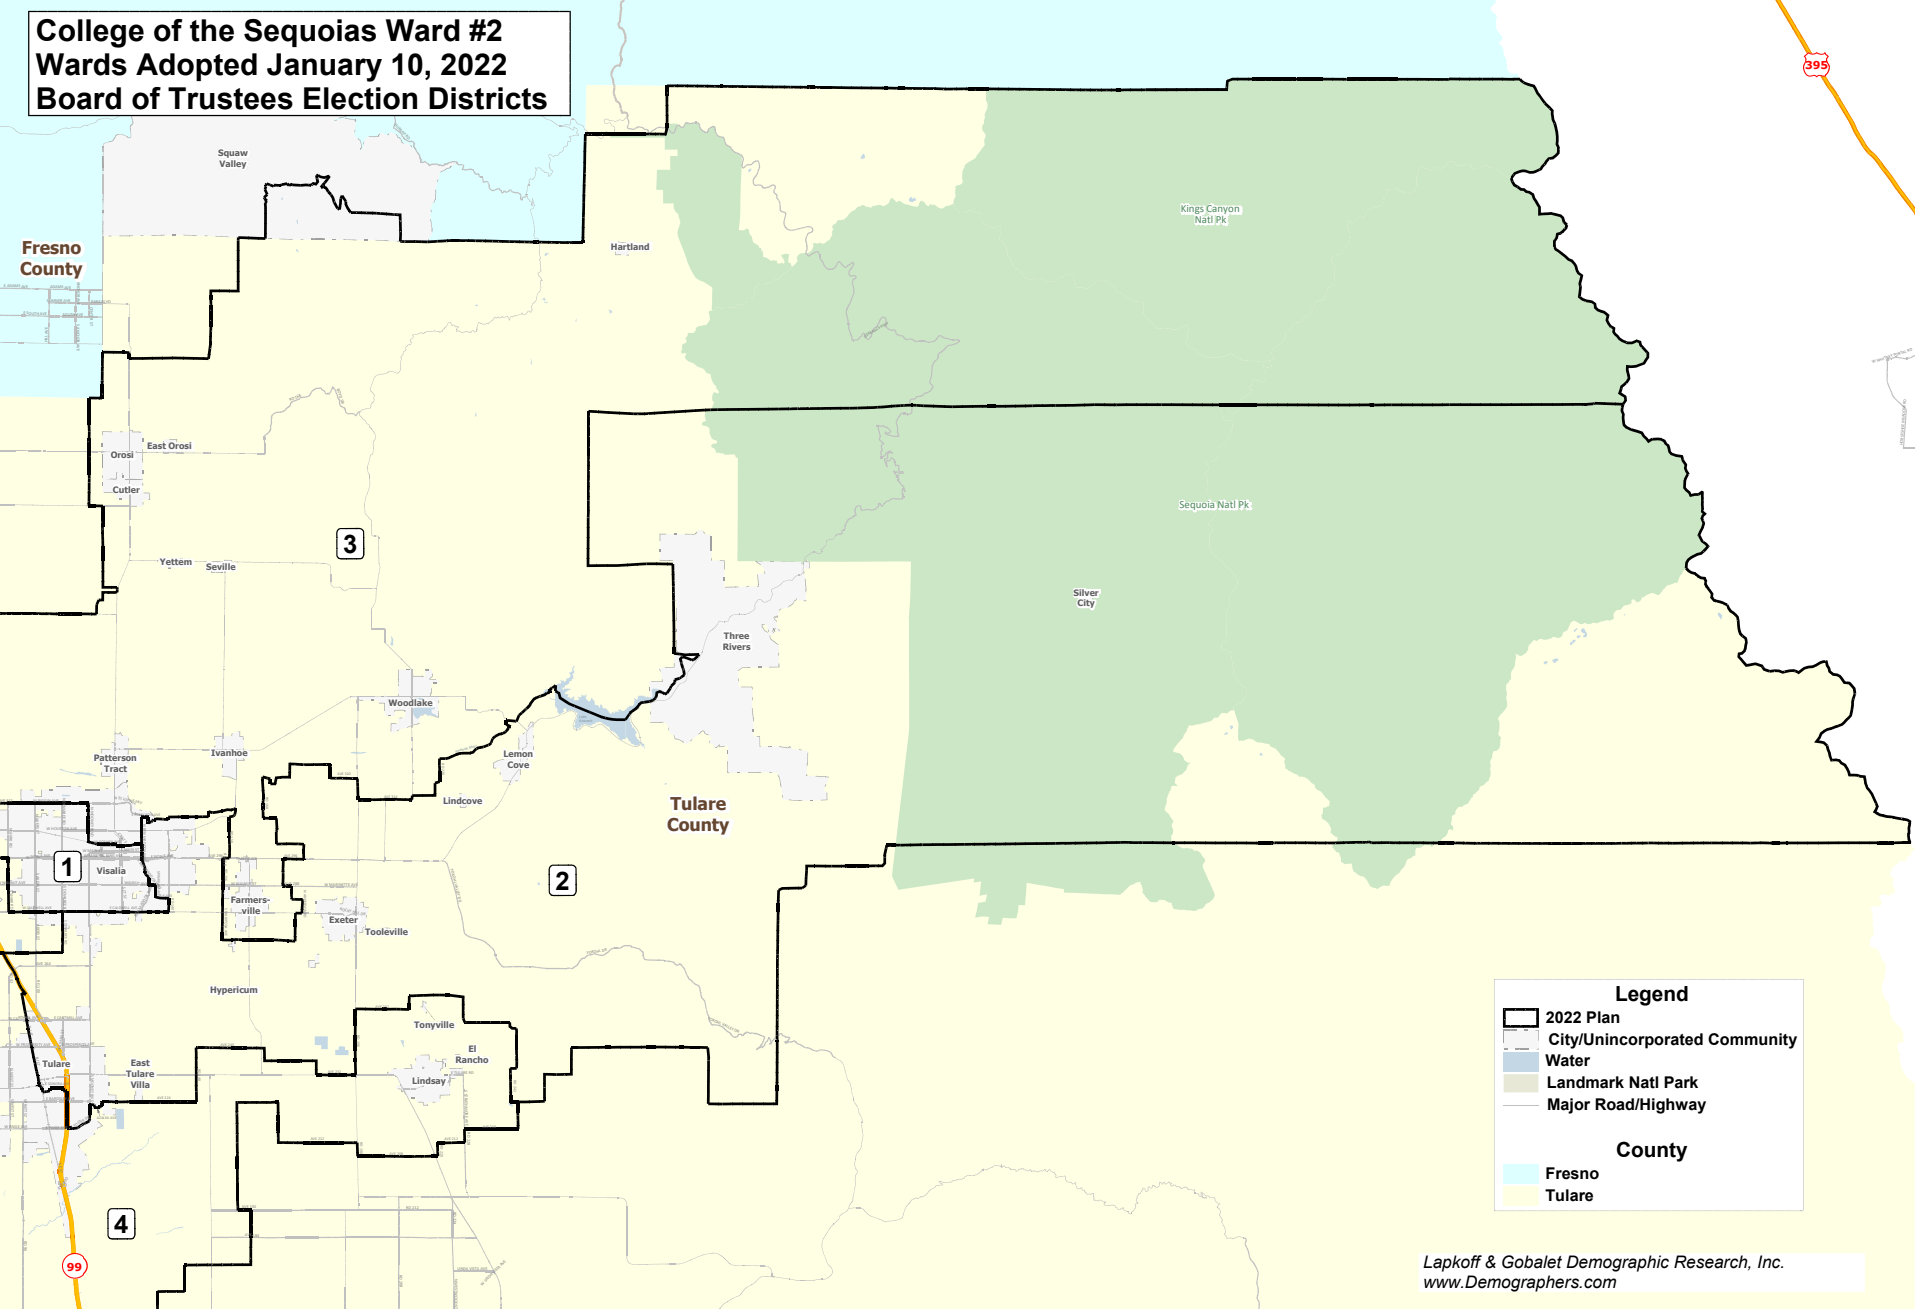 College of the Sequoias Ward #2
Wards Adopted January 10, 2022
Board of Trustees Election Districts
395
Squaw
Valley
Kings Canyon
Natl Pk
Fresno
County
Hartland
East Orosi
Orosi
Cutler
Sequoia Natl Pk
3
Yettem
Seville
Silver
City
Three
Rivers
Woodlake
Ivanhoe
Patterson
Tract
Lemon
Cove
Lindcove
Tulare
County
1
Visalia
2
Farmers-
ville
Exeter
Tooleville
Hypericum
Tonyville
El
Rancho
Tulare
East
Tulare
Villa
Lindsay
4
99
Legend
2022 Plan
City/Unincorporated Community
Water
Landmark Natl Park
Major Road/Highway
County
Fresno
Tulare
Lapkoff & Gobalet Demographic Research, Inc.
www.Demographers.com